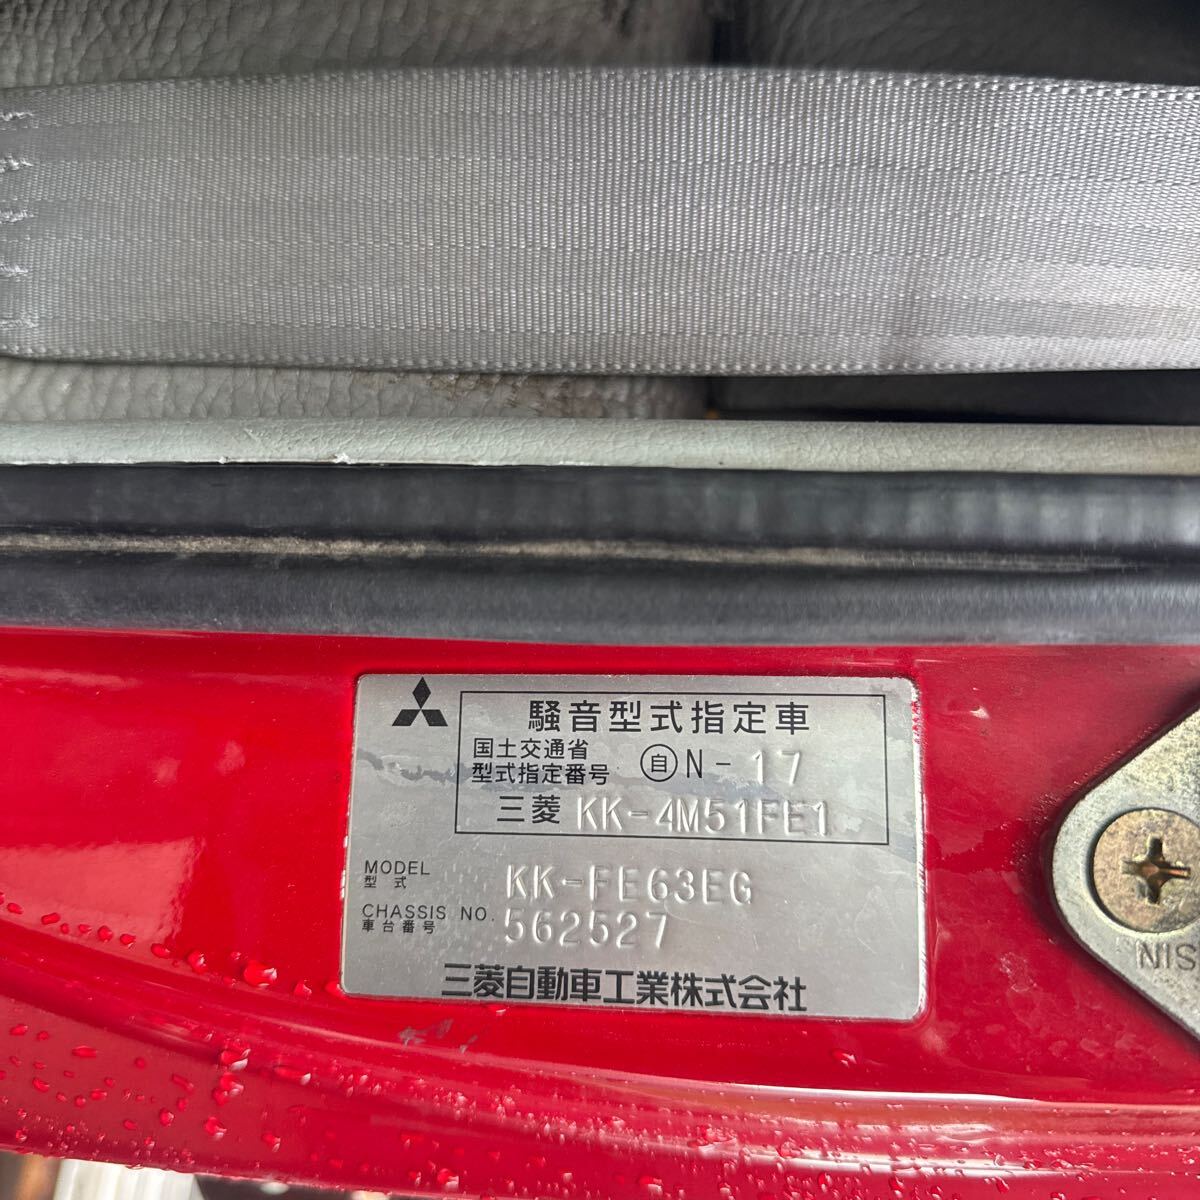 騒音型式指定車
国土交通省
型式指定番号 自N-17
三菱 KK-4M51FE1
MODEL
型式 KK-FE63EG
CHASSIS NO.
車台番号 562527
三菱自動車工業株式会社
NIS